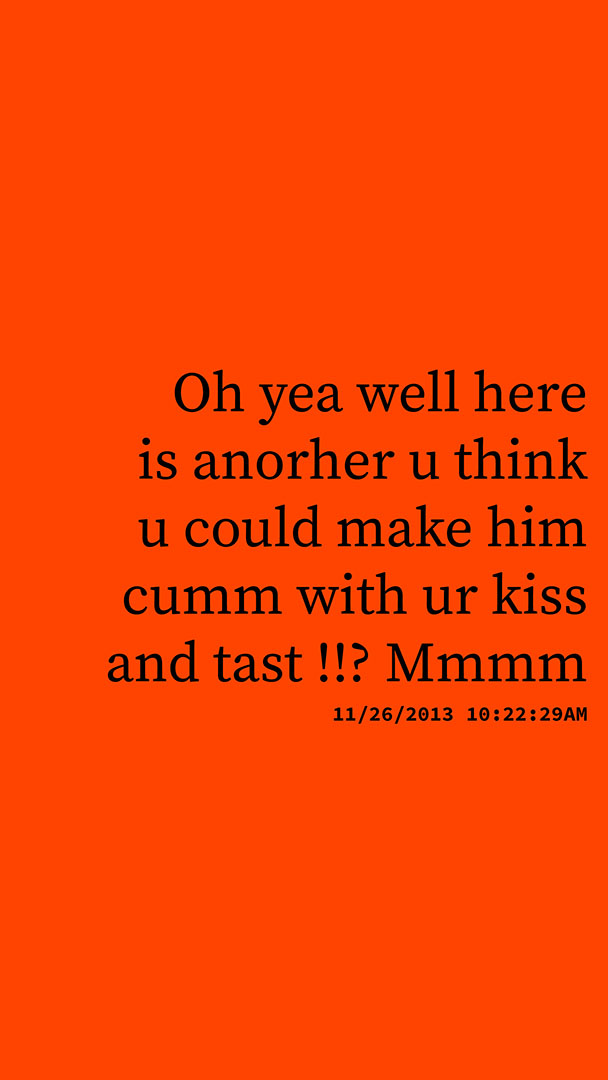 Oh yea well here
is anorher u think
u could make him
cumm with ur kiss
and tast !!? Mmmm
11/26/2013 10:22:29AM